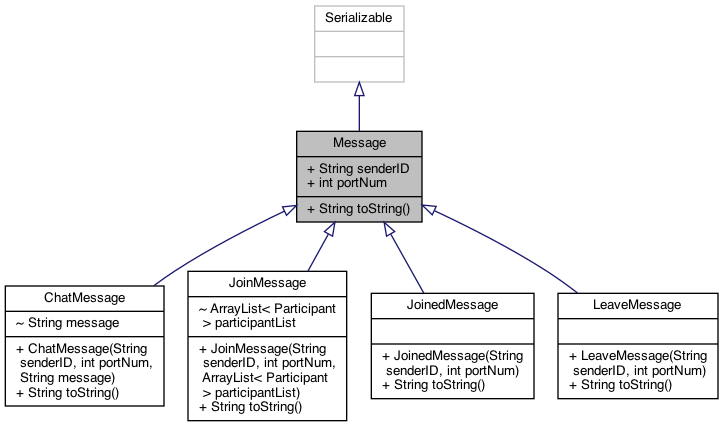 Serializable
Message
+ String senderID
+ int portNum
+ String toString()
ChatMessage
~ String message
+ ChatMessage(String
senderID, int portNum,
String message)
+ String toString()
JoinMessage
~ ArrayList< Participant
> participantList
+ JoinMessage(String
senderID, int portNum,
ArrayList< Participant
> participantList)
+ String toString()
JoinedMessage
+ JoinedMessage(String
senderID, int portNum)
+ String toString()
LeaveMessage
+ LeaveMessage(String
senderID, int portNum)
+ String toString()